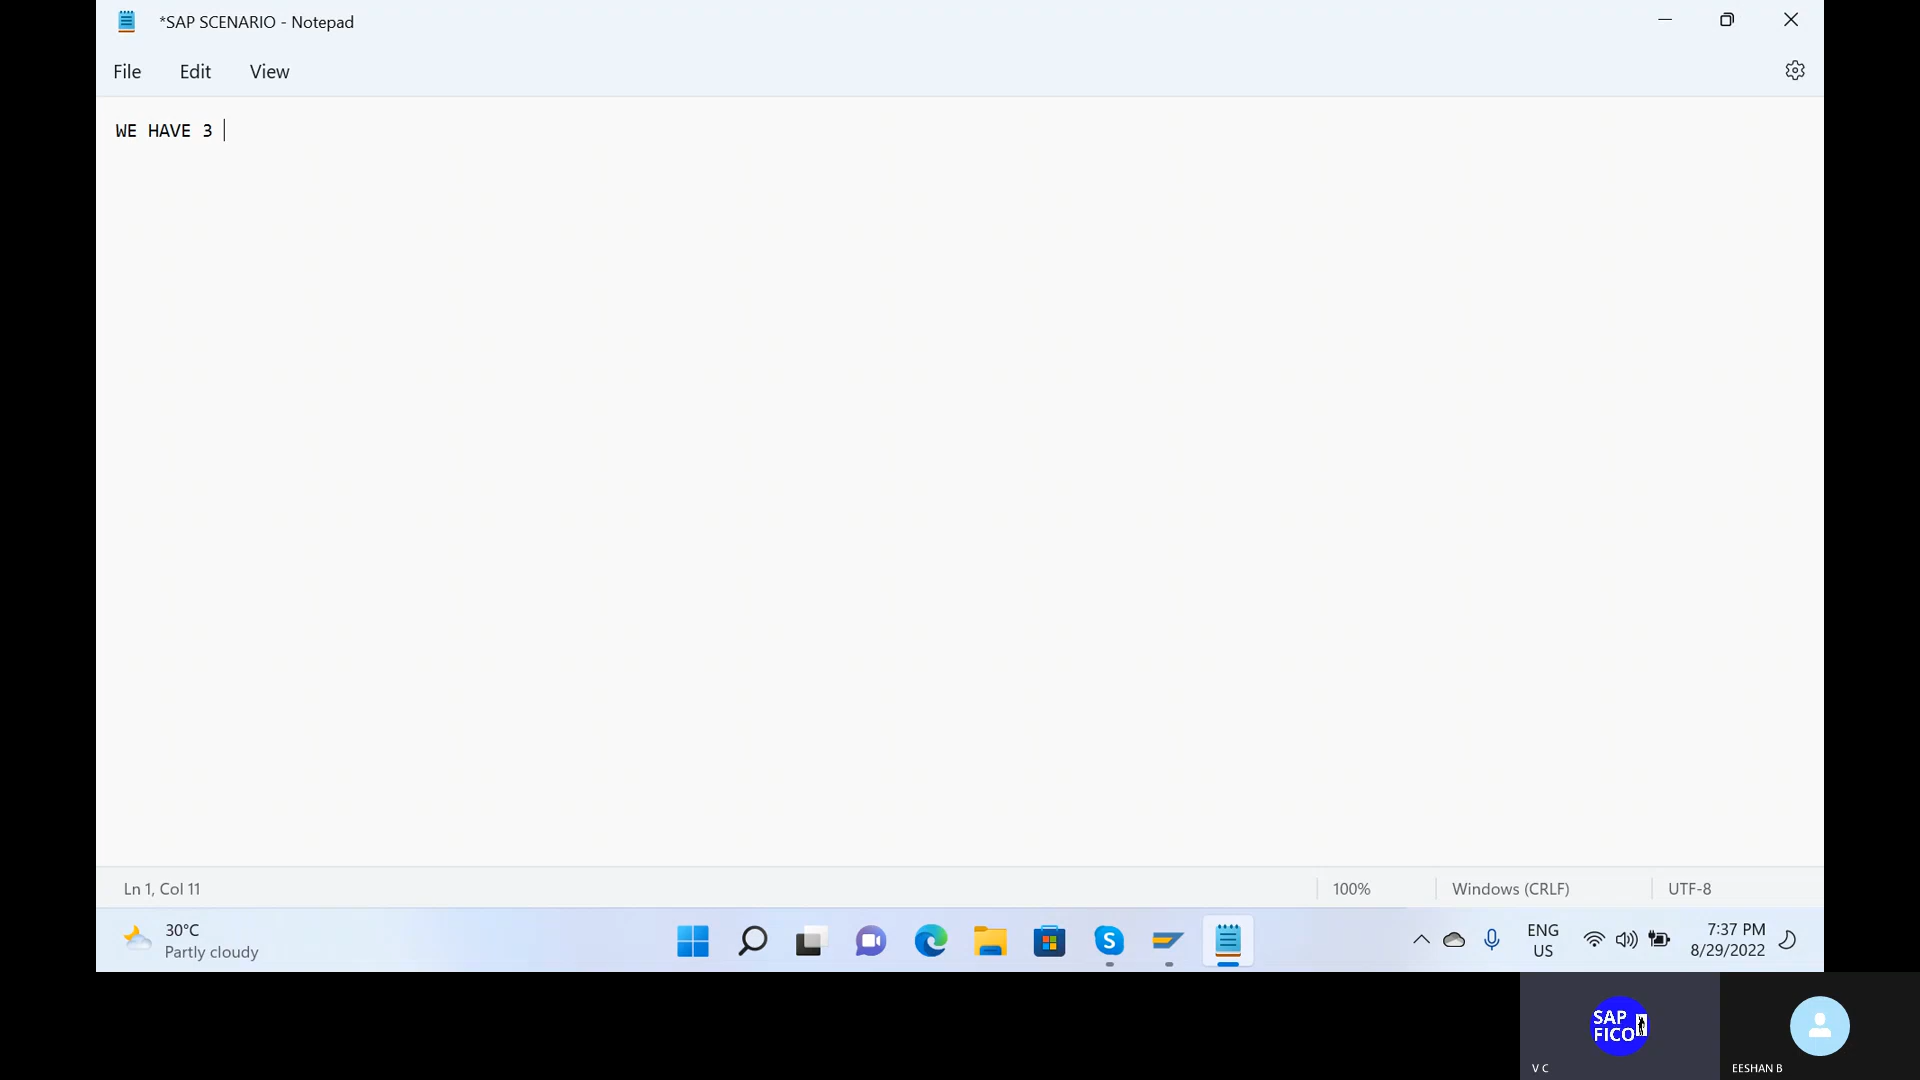 *SAP SCENARIO - Notepad
File Edit View
WE HAVE 3
Ln 1, Col 11
100%
Windows (CRLF)
UTF-8
30°C
Partly cloudy
ENG
US
7:37 PM
8/29/2022
SAP
FICO
V C
EESHAN B